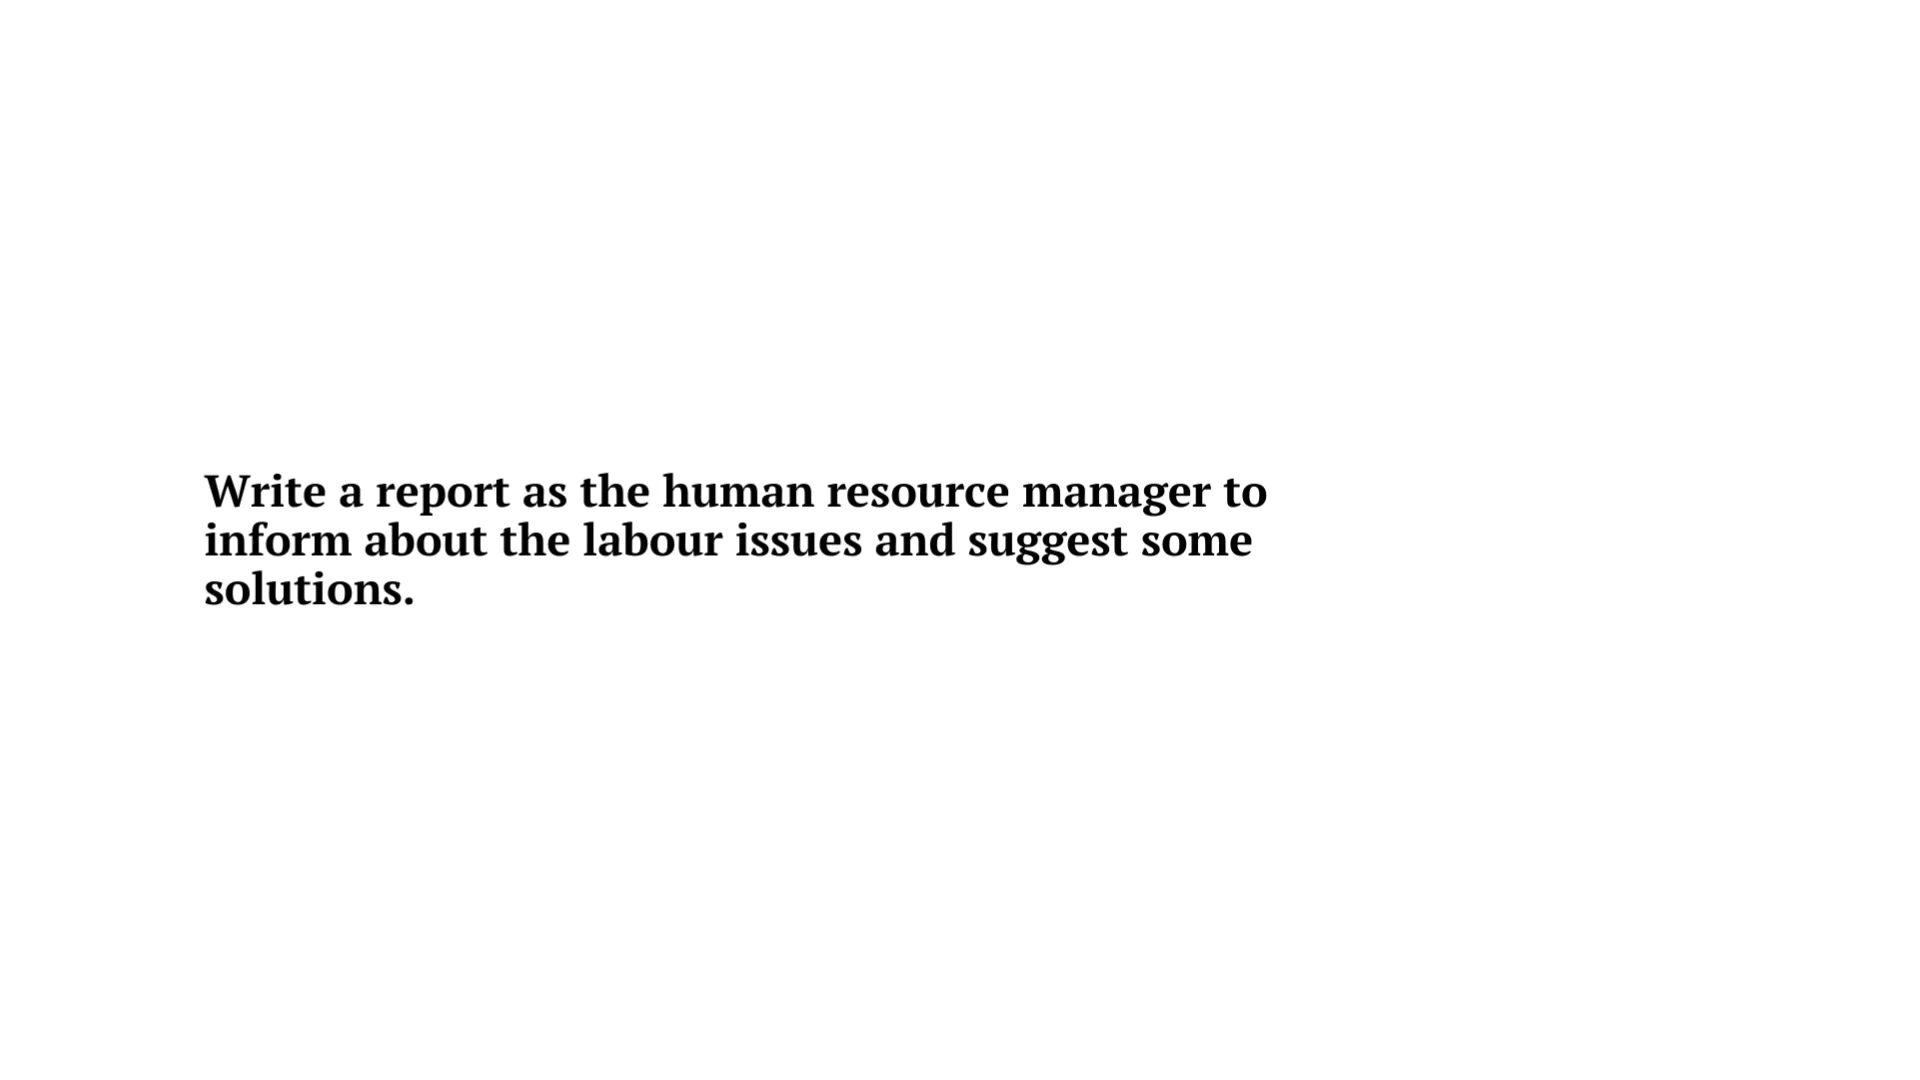 Write a report as the human resource manager to
inform about the labour issues and suggest some
solutions.